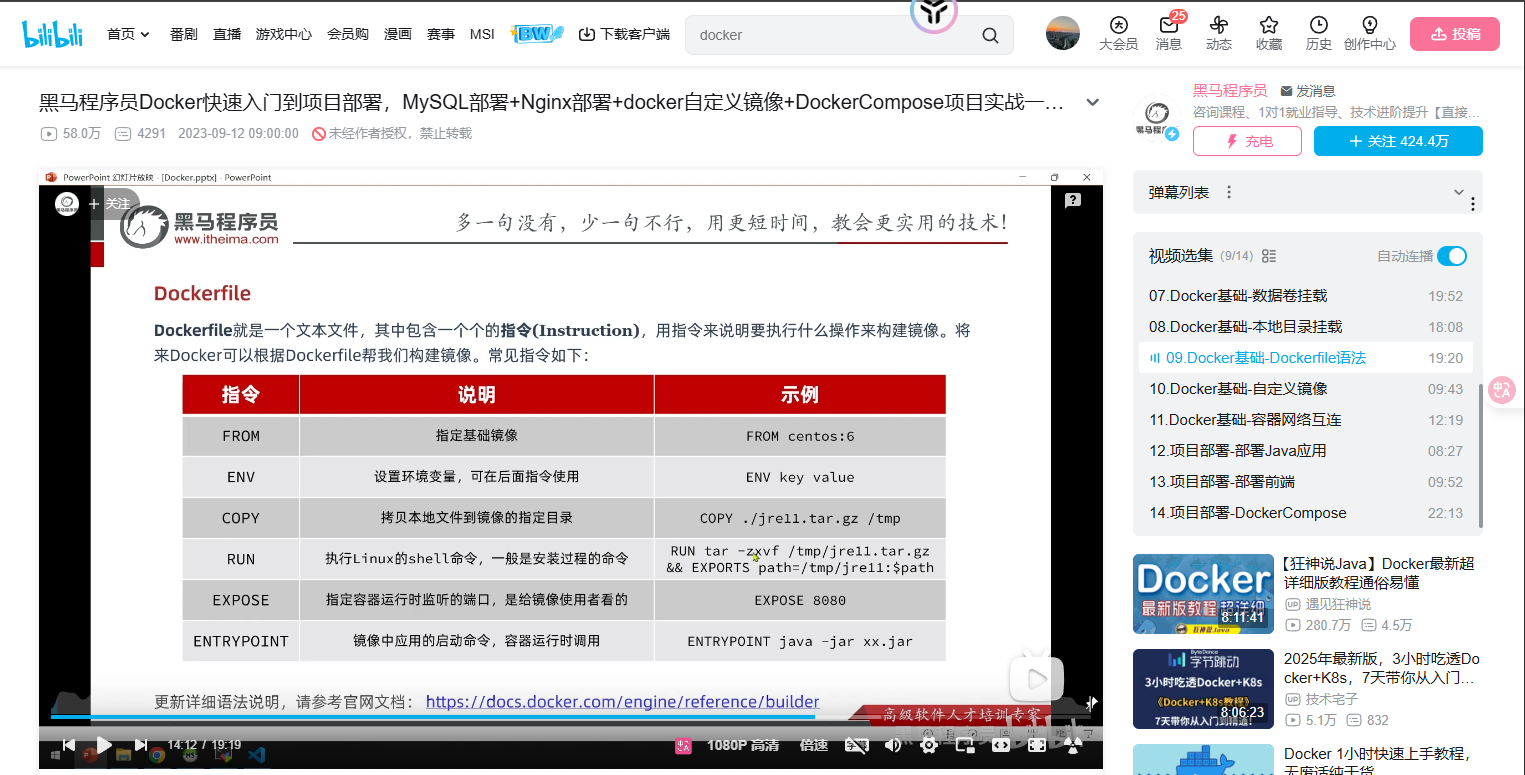 bilibili
首页
番剧
直播
游戏中心
会员购
漫画
赛事
MSI
BW
下载客户端
docker
大会员
25
消息
动态
收藏
历史
创作中心
投稿
黑马程序员Docker快速入门到项目部署，MySQL部署+Nginx部署+docker自定义镜像+DockerCompose项目实战一…
58.0万
4291
2023-09-12 09:00:00
未经作者授权，禁止转载
PowerPoint 幻灯片放映 - [Docker.pptx] - PowerPoint
+ 关注
黑马程序员
www.itheima.com
多一句没有，少一句不行，用更短时间，教会更实用的技术！
Dockerfile
Dockerfile就是一个文本文件，其中包含一个个的指令(Instruction)，用指令来说明要执行什么操作来构建镜像。将
来Docker可以根据Dockerfile帮我们构建镜像。常见指令如下：
指令 说明 示例
FROM 指定基础镜像 FROM centos:6
ENV 设置环境变量，可在后面指令使用 ENV key value
COPY 拷贝本地文件到镜像的指定目录 COPY ./jre11.tar.gz /tmp
RUN 执行Linux的shell命令，一般是安装过程的命令 RUN tar -zxvf /tmp/jre11.tar.gz
&& EXPORTS path=/tmp/jre11:$path
EXPOSE 指定容器运行时监听的端口，是给镜像使用者看的 EXPOSE 8080
ENTRYPOINT 镜像中应用的启动命令，容器运行时调用 ENTRYPOINT java -jar xx.jar
更新详细语法说明，请参考官网文档： https://docs.docker.com/engine/reference/builder
高级软件人才培训专家
14:12 / 19:19
1080P 高清
倍速
黑马程序员
发消息
咨询课程、1对1就业指导、技术进阶提升【直接…
充电
+ 关注 424.4万
弹幕列表
视频选集 (9/14)
自动连播
07.Docker基础-数据卷挂载 19:52
08.Docker基础-本地目录挂载 18:08
09.Docker基础-Dockerfile语法 19:20
10.Docker基础-自定义镜像 09:43
11.Docker基础-容器网络互连 12:19
12.项目部署-部署Java应用 08:27
13.项目部署-部署前端 09:52
14.项目部署-DockerCompose 22:13
Docker
最新版教程 超详细
狂神说Java
8:11:41
【狂神说Java】Docker最新超
详细版教程通俗易懂
UP 遇见狂神说
280.7万 4.5万
ByteDance
字节跳动
3小时吃透Docker+K8s
《Docker+K8s教程》
7天带你从入门到精通！
8:06:23
2025年最新版，3小时吃透Do
cker+K8s，7天带你从入门…
UP 技术宅子
5.1万 832
Docker 1小时快速上手教程，
无废话纯干货